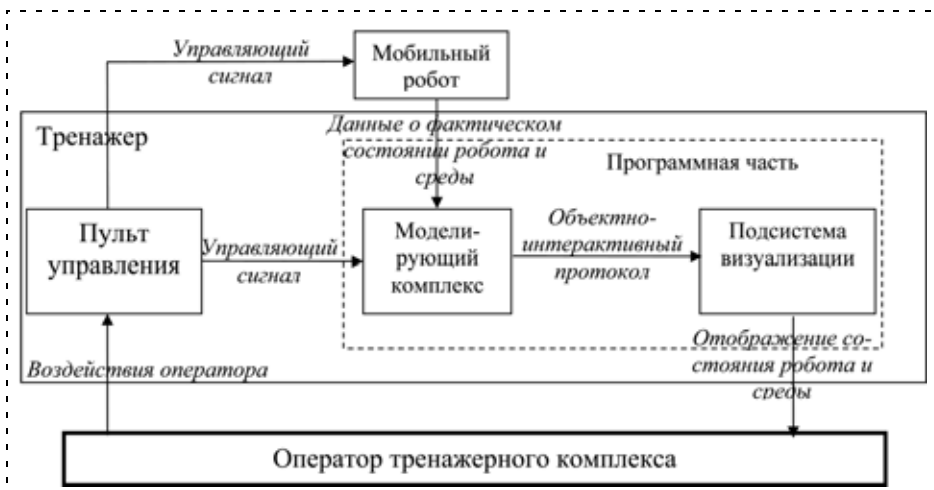 Управляющий
сигнал
Мобильный
робот
Тренажер
Данные о фактическом
состоянии робота и
среды
Программная часть
Пульт
управления
Управляющий
сигнал
Модели-
рующий
комплекс
Объектно-
интерактивный
протокол
Подсистема
визуализации
Воздействия оператора
Отображение со-
стояния робота и
среды
Оператор тренажерного комплекса